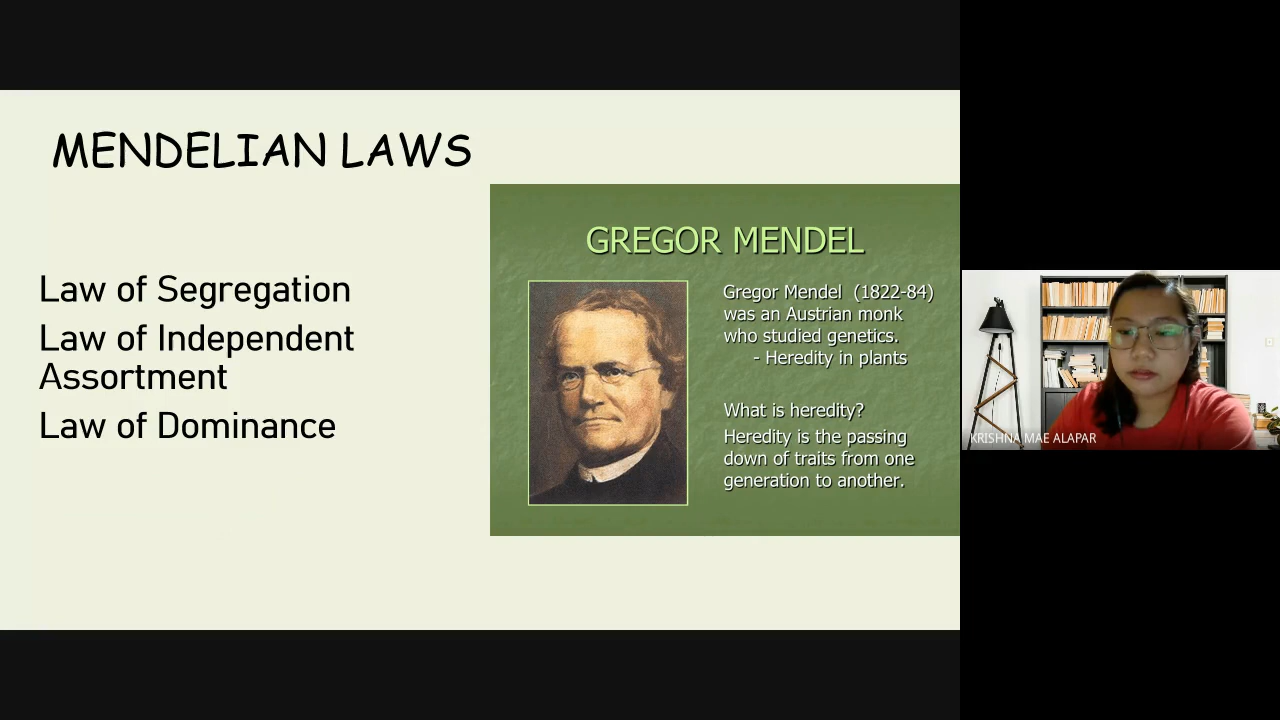 MENDELIAN LAWS
Law of Segregation
Law of Independent
Assortment
Law of Dominance
GREGOR MENDEL
Gregor Mendel (1822-84)
was an Austrian monk
who studied genetics.
- Heredity in plants
What is heredity?
Heredity is the passing
down of traits from one
generation to another.
KRISHNA MAE ALAPAR